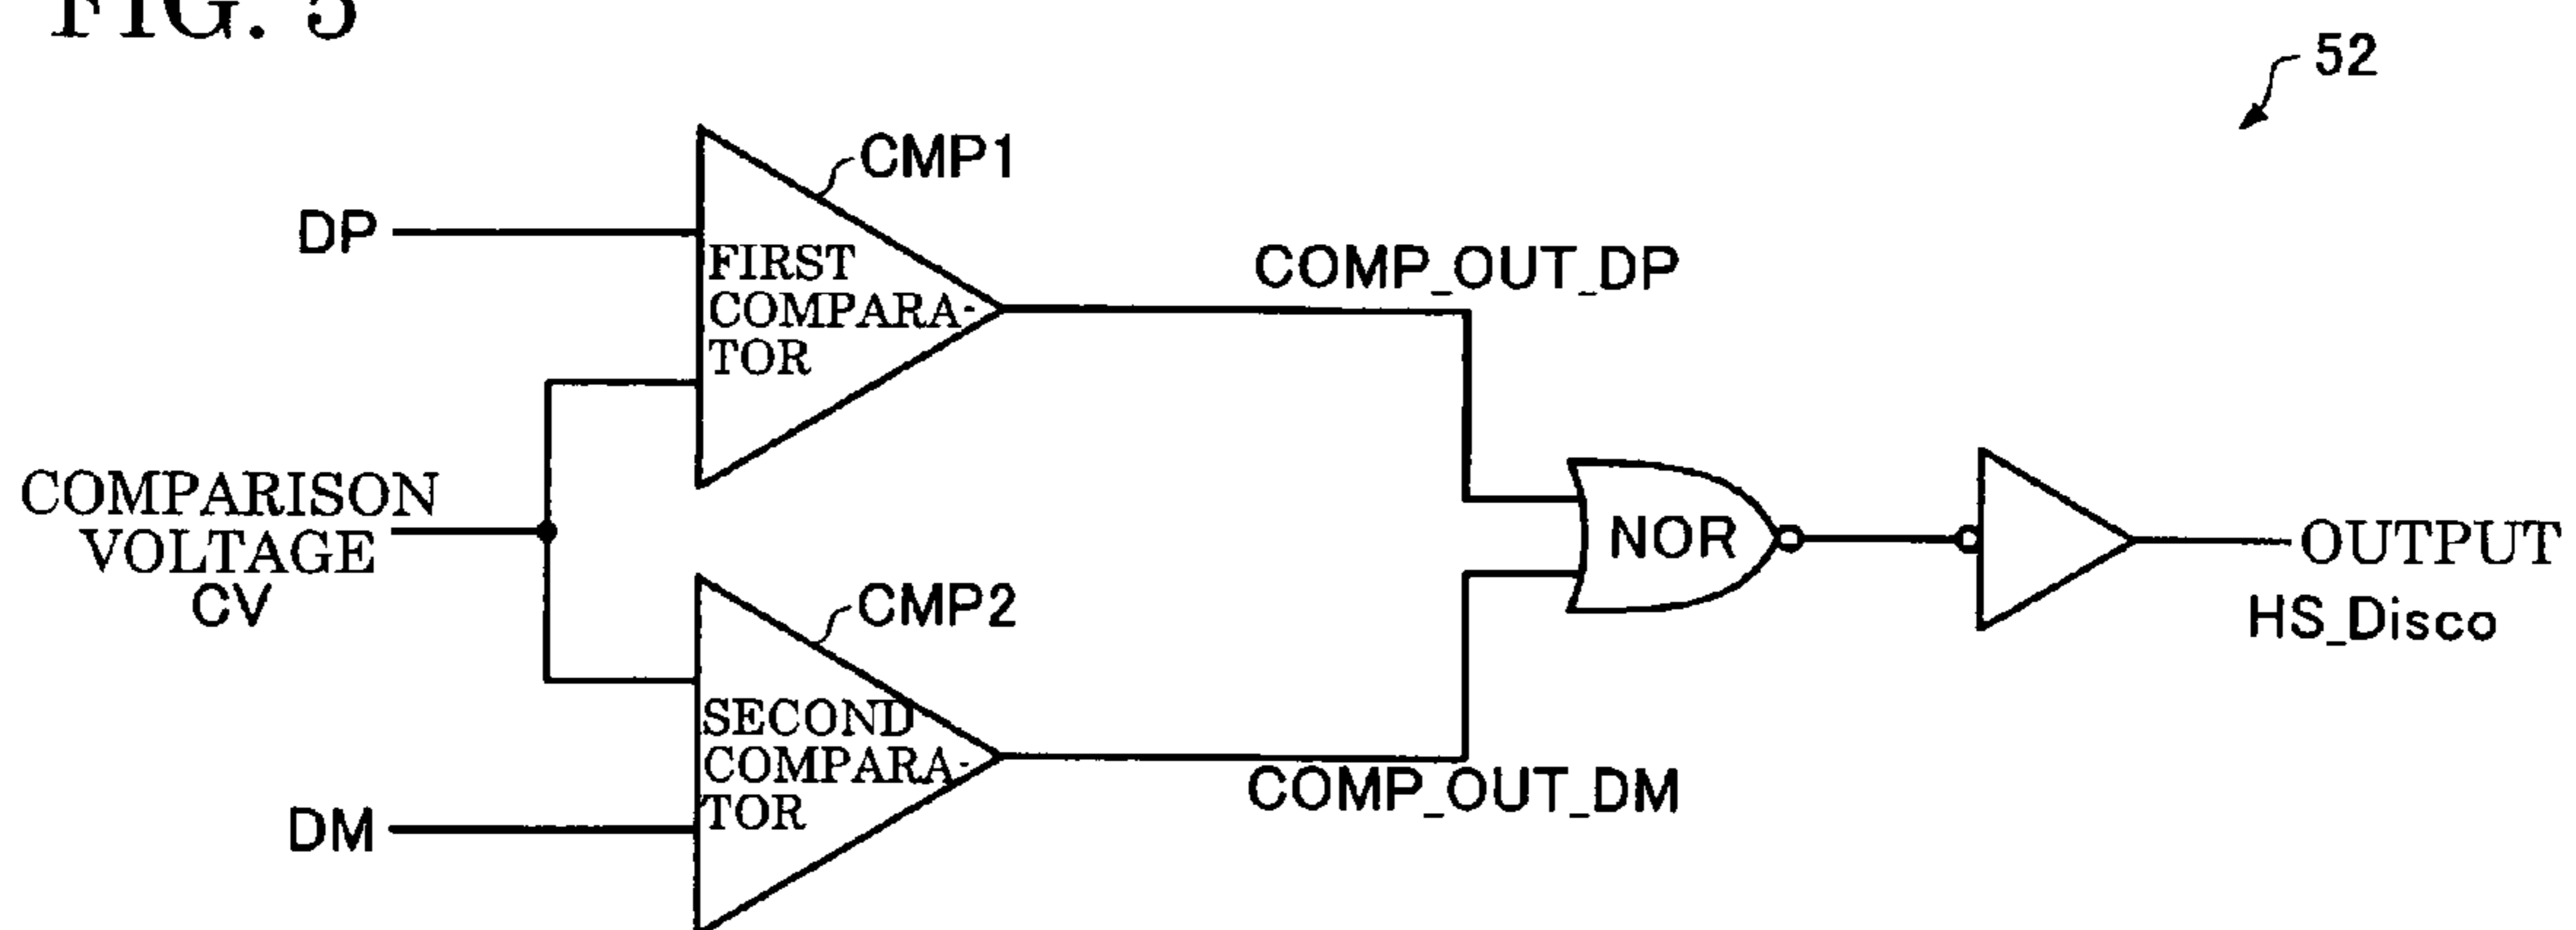 FIG. 5
52
CMP1
DP
FIRST
COMPARA-
TOR
COMP_OUT_DP
COMPARISON
VOLTAGE
CV
NOR
OUTPUT
HS_Disco
CMP2
SECOND
COMPARA-
TOR
COMP_OUT_DM
DM